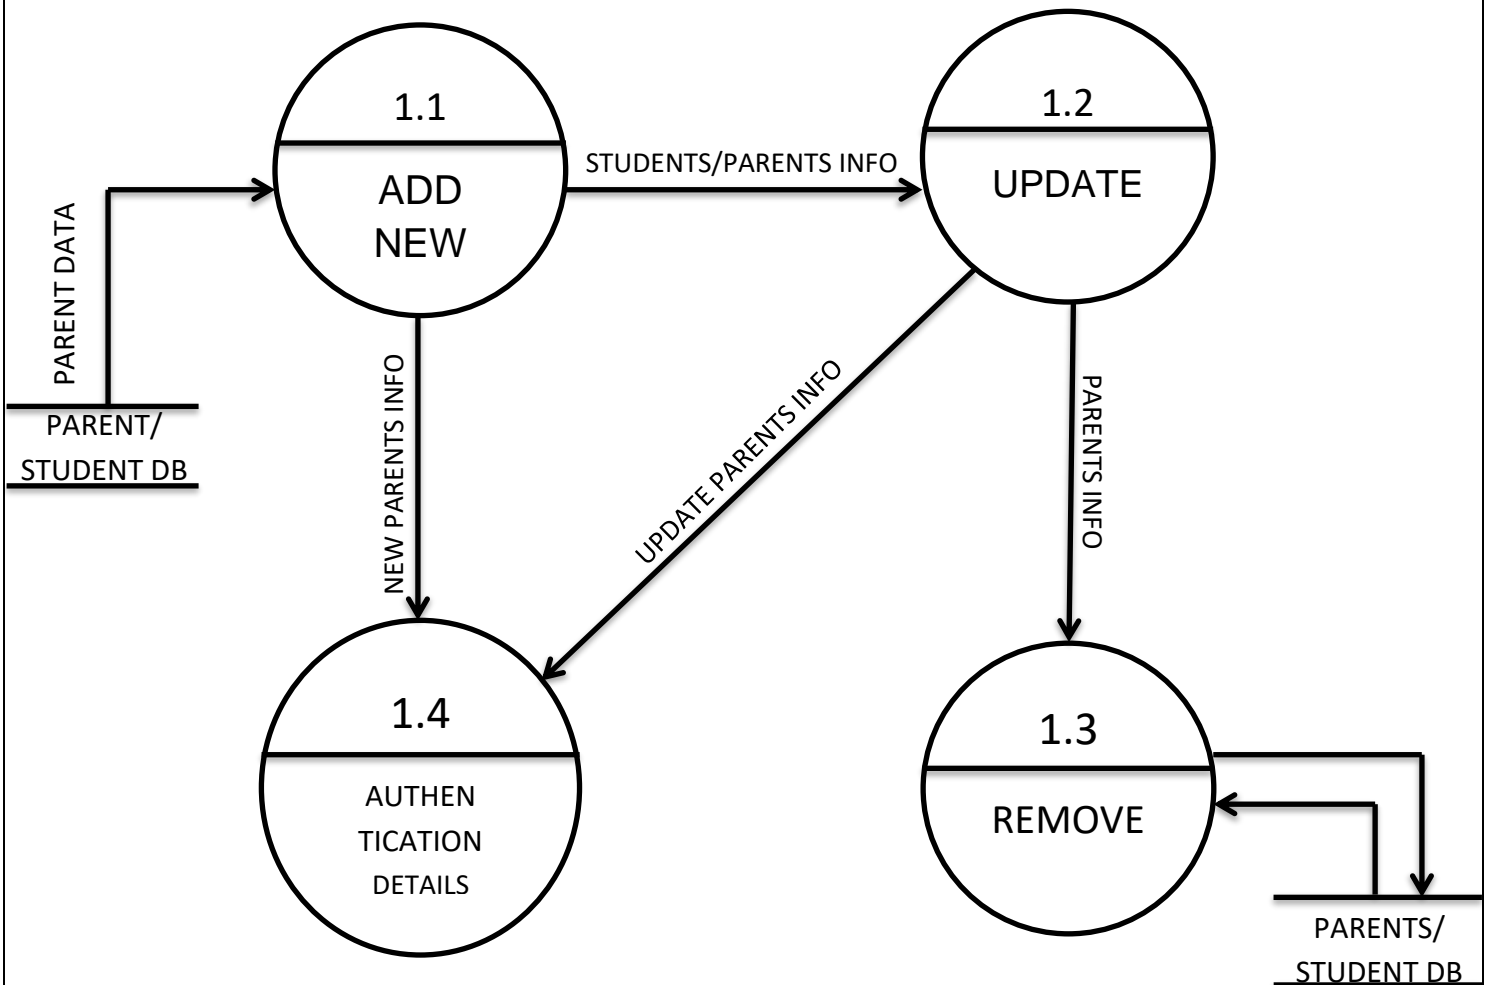 1.1
ADD
NEW
STUDENTS/PARENTS INFO
1.2
UPDATE
PARENT DATA
PARENT/
STUDENT DB
NEW PARENTS INFO
UPDATE PARENTS INFO
PARENTS INFO
1.4
AUTHEN
TICATION
DETAILS
1.3
REMOVE
PARENTS/
STUDENT DB